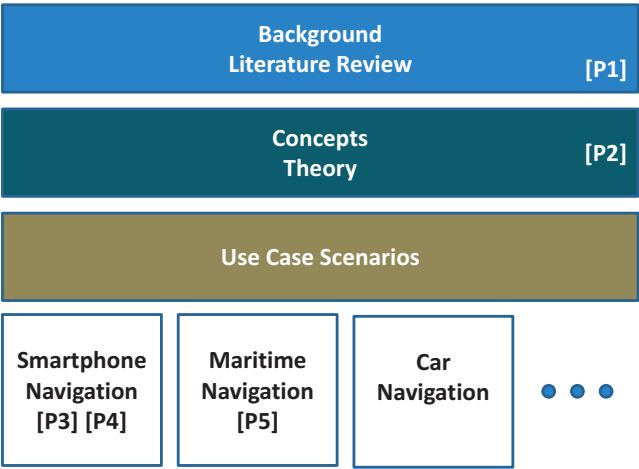 Background
Literature Review
[P1]
Concepts
Theory
[P2]
Use Case Scenarios
Smartphone
Navigation
[P3] [P4]
Maritime
Navigation
[P5]
Car
Navigation